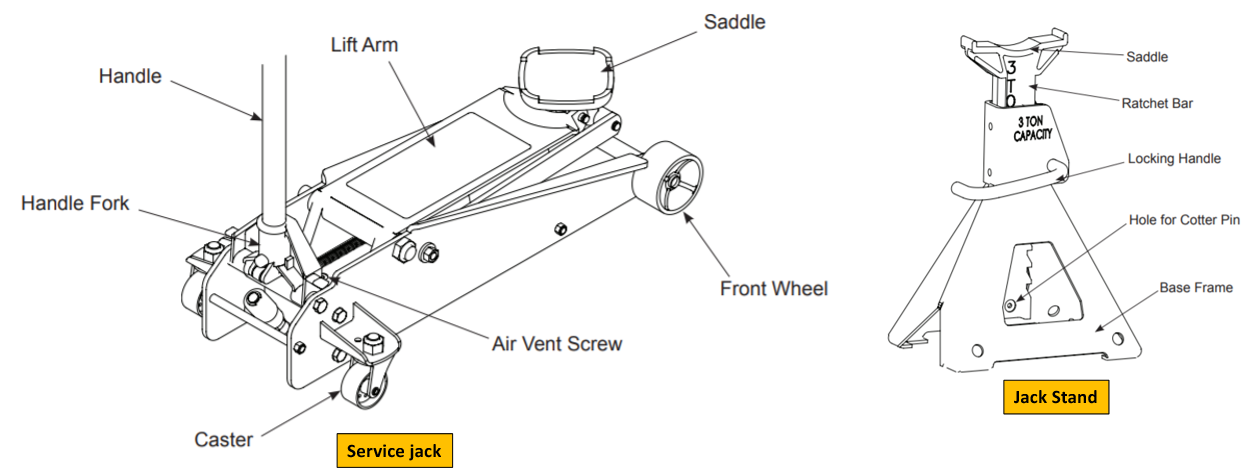 Saddle
Lift Arm
Handle
Handle Fork
Front Wheel
Air Vent Screw
Caster
Service jack
3
T
O
3 TON
CAPACITY
Saddle
Ratchet Bar
Locking Handle
Hole for Cotter Pin
Base Frame
Jack Stand